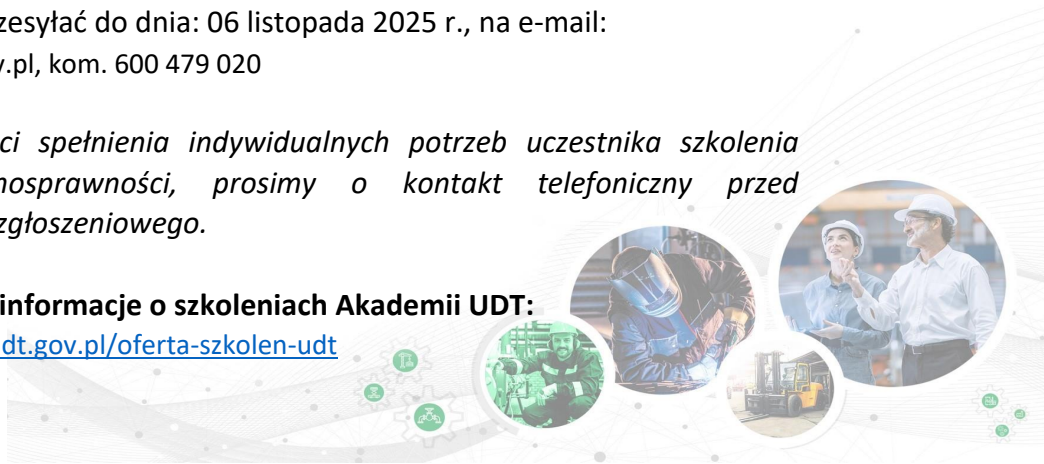 zesyłać do dnia: 06 listopada 2025 r., na e-mail:
v.pl, kom. 600 479 020
ci spełnienia indywidualnych potrzeb uczestnika szkolenia
nosprawności, prosimy o kontakt telefoniczny przed
zgłoszeniowego.
informacje o szkoleniach Akademii UDT:
dt.gov.pl/oferta-szkolen-udt